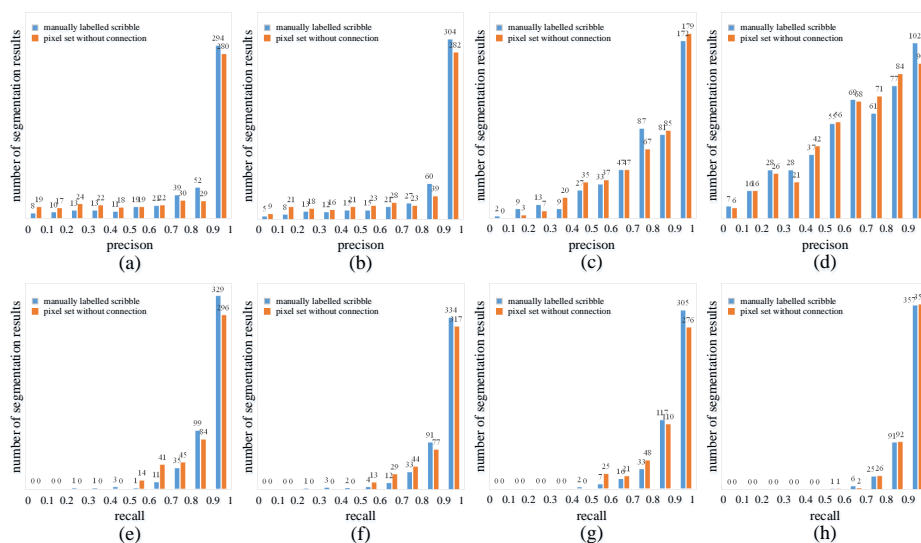 manually labelled scribble
pixel set without connection
number of segmentation results
8 19 10 17 13 24 13 22 11 18 19 19 21 22 39 30 52 29 294 280
0 0.1 0.2 0.3 0.4 0.5 0.6 0.7 0.8 0.9 1
precison
(a)
manually labelled scribble
pixel set without connection
number of segmentation results
5 9 8 21 13 18 12 16 15 21 15 23 21 28 27 23 60 39 304 282
0 0.1 0.2 0.3 0.4 0.5 0.6 0.7 0.8 0.9 1
precison
(b)
manually labelled scribble
pixel set without connection
number of segmentation results
2 0 9 3 13 7 9 20 27 35 33 37 47 47 87 67 81 85 172 179
0 0.1 0.2 0.3 0.4 0.5 0.6 0.7 0.8 0.9 1
precison
(c)
manually labelled scribble
pixel set without connection
number of segmentation results
7 6 16 16 28 26 28 21 37 42 55 56 69 68 61 71 77 84 102
0 0.1 0.2 0.3 0.4 0.5 0.6 0.7 0.8 0.9 1
precison
(d)
manually labelled scribble
pixel set without connection
number of segmentation results
0 0 0 0 1 0 1 0 3 0 1 14 11 41 35 45 99 84 329 296
0 0.1 0.2 0.3 0.4 0.5 0.6 0.7 0.8 0.9 1
recall
(e)
manually labelled scribble
pixel set without connection
number of segmentation results
0 0 0 0 1 0 3 0 2 0 4 13 12 29 33 44 91 77 334 317
0 0.1 0.2 0.3 0.4 0.5 0.6 0.7 0.8 0.9 1
recall
(f)
manually labelled scribble
pixel set without connection
number of segmentation results
0 0 0 0 0 0 0 0 2 0 7 25 16 21 33 48 117 110 305 276
0 0.1 0.2 0.3 0.4 0.5 0.6 0.7 0.8 0.9 1
recall
(g)
manually labelled scribble
pixel set without connection
number of segmentation results
0 0 0 0 0 0 0 0 0 0 1 1 6 2 25 26 91 92 357
0 0.1 0.2 0.3 0.4 0.5 0.6 0.7 0.8 0.9 1
recall
(h)